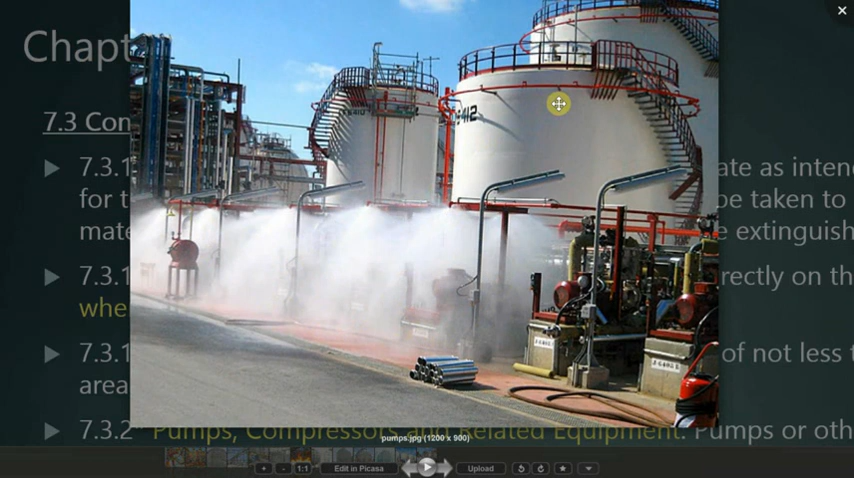 Chapt
7.3 Con
7.3.1 ate as intend
for t be taken to
mate e extinguish
7.3.1 rectly on th
whe
7.3.1 of not less t
area
7.3.2 Pumps, Compressors and Related Equipment. Pumps or oth
412
pumps.jpg (1200 x 900)
+ - 1:1 Edit in Picasa Upload